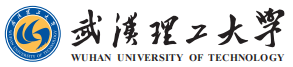 武漢理工大學
WUHAN UNIVERSITY OF TECHNOLOGY